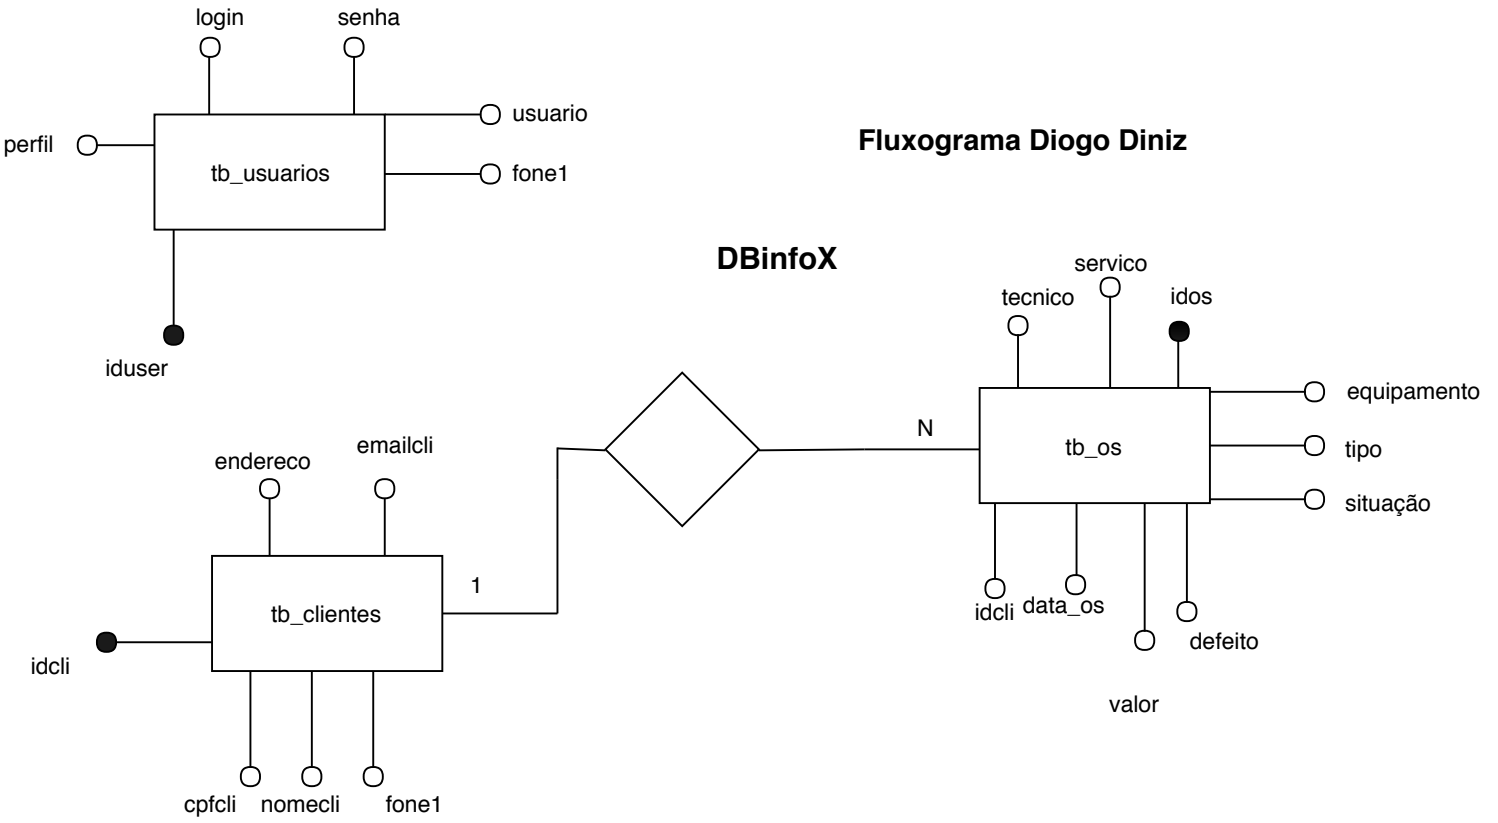 login
senha
usuario
perfil
tb_usuarios
fone1
iduser
Fluxograma Diogo Diniz
DBinfoX
servico
tecnico
idos
equipamento
N
tb_os
tipo
situação
idcli
data_os
defeito
valor
emailcli
endereco
1
tb_clientes
idcli
cpfcli
nomecli
fone1